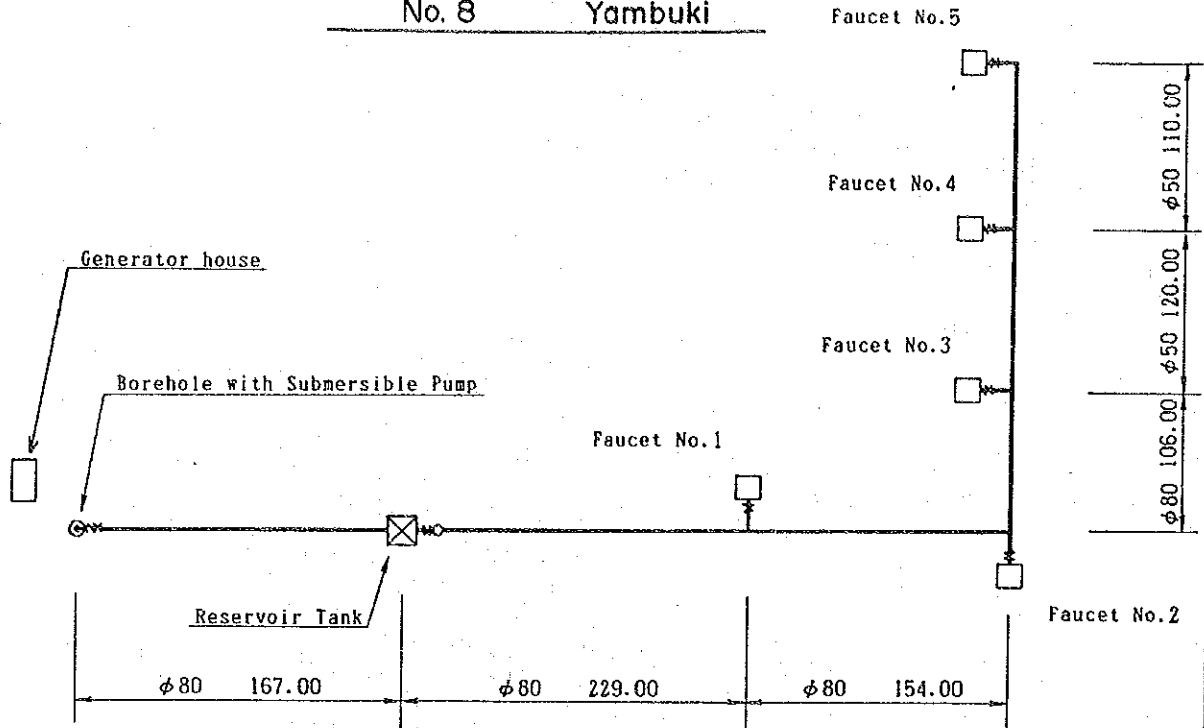 No. 8 Yambuki
Faucet No.5
φ50 110.00
Faucet No.4
Generator house
φ50 120.00
Faucet No.3
Borehole with Submersible Pump
Faucet No.1
φ80 106.00
Reservoir Tank
Faucet No.2
φ80 167.00
φ80 229.00
φ80 154.00